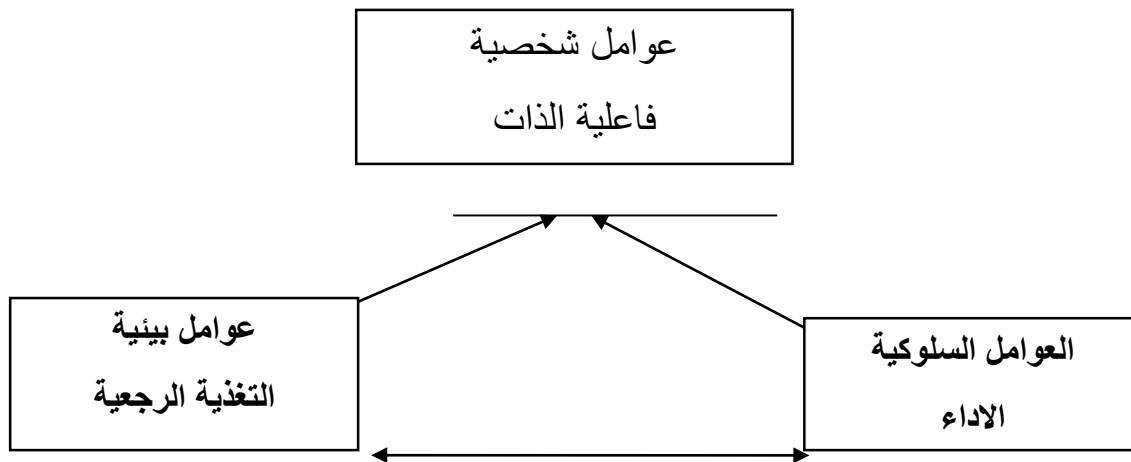 عوامل شخصية
فاعلية الذات
عوامل بيئية
التغذية الرجعية
العوامل السلوكية
الاداء